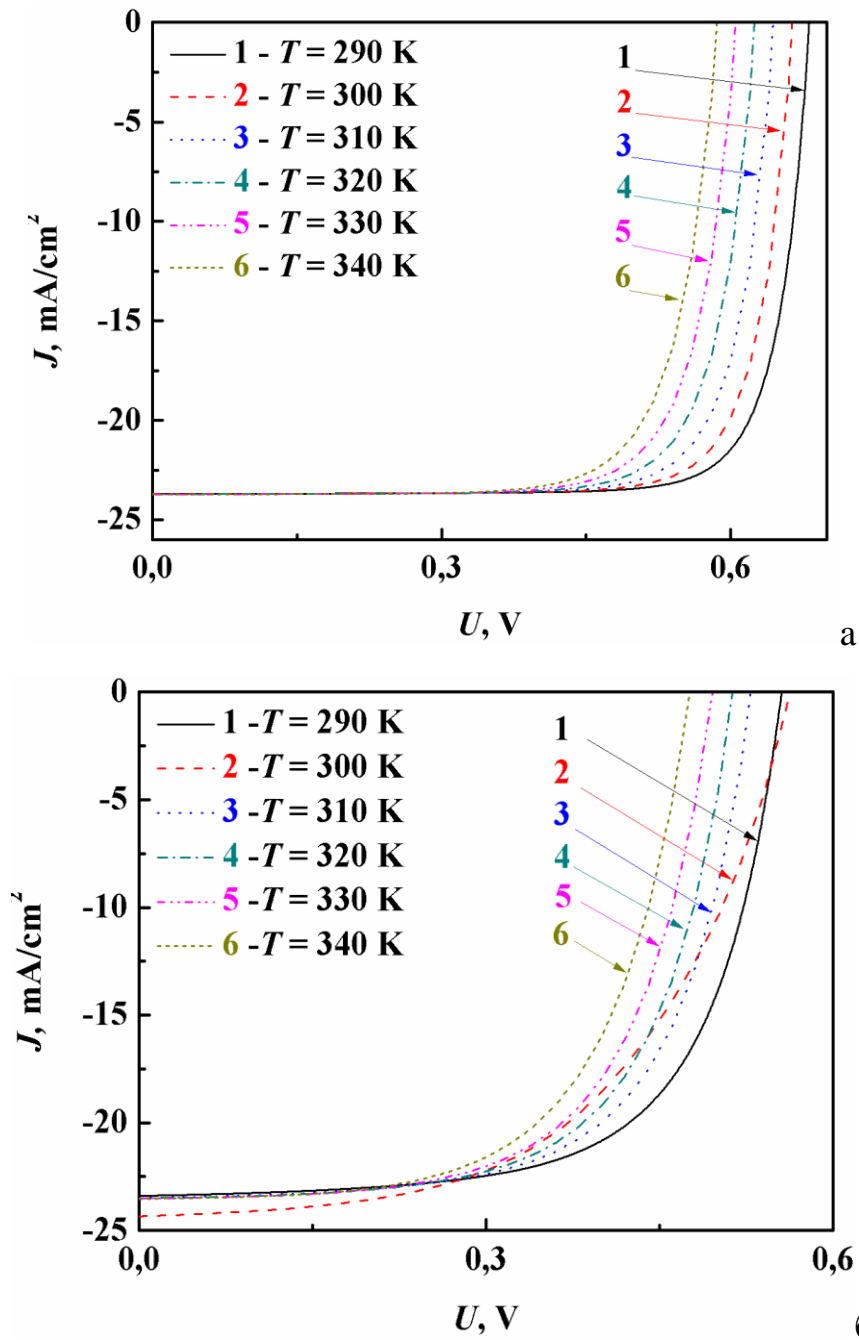 0
-5
-10
-15
-20
-25
J, mA/cm²
1 - T = 290 K
2 - T = 300 K
3 - T = 310 K
4 - T = 320 K
5 - T = 330 K
6 - T = 340 K
1
2
3
4
5
6
0,0 0,3 0,6
U, V
а
0
-5
-10
-15
-20
-25
J, mA/cm²
1 -T = 290 K
2 -T = 300 K
3 -T = 310 K
4 -T = 320 K
5 -T = 330 K
6 -T = 340 K
1
2
3
4
5
6
0,0 0,3 0,6
U, V